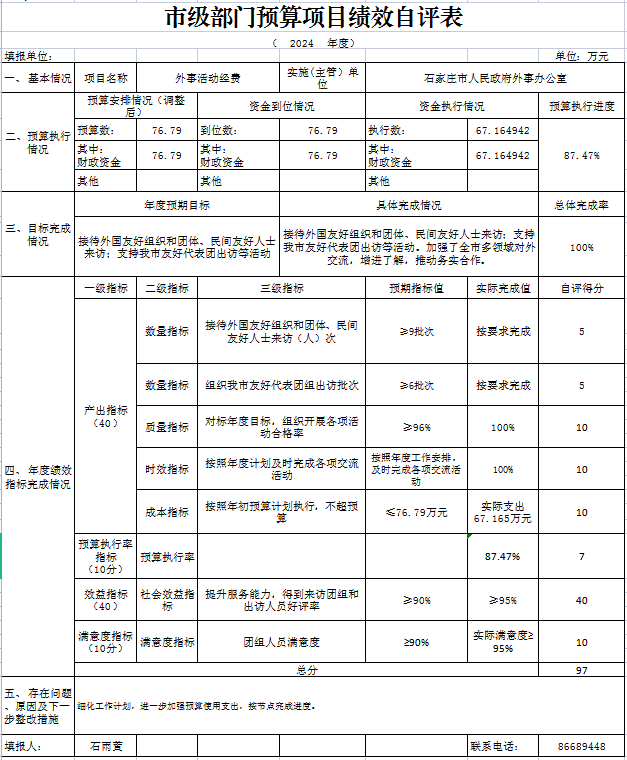 市级部门预算项目绩效自评表
（ 2024 年度）
填报单位： 单位：万元
一、基本情况 项目名称 外事活动经费 实施(主管）单位 石家庄市人民政府外事办公室
二、预算执行情况 预算安排情况（调整后） 资金到位情况 资金执行情况 预算执行进度
预算数： 76.79 到位数： 76.79 执行数： 67.164942 87.47%
其中：财政资金 76.79 其中：财政资金 76.79 其中：财政资金 67.164942
其他 其他 其他
三、目标完成情况 年度预期目标 具体完成情况 总体完成率
接待外国友好组织和团体、民间友好人士来访；支持我市友好代表团出访等活动 接待外国友好组织和团体、民间友好人士来访；支持我市友好代表团出访等活动。加强了全市多领域对外交流，增进了解，推动务实合作。 100%
四、年度绩效指标完成情况 一级指标 二级指标 三级指标 预期指标值 实际完成值 自评得分
产出指标（40） 数量指标 接待外国友好组织和团体、民间友好人士来访（人）次 ≥9批次 按要求完成 5
数量指标 组织我市友好代表团组出访批次 ≥6批次 按要求完成 5
质量指标 对标年度目标，组织开展各项活动合格率 ≥96% 100% 10
时效指标 按照年度计划及时完成各项交流活动 按照年度工作安排，及时完成各项交流活动 100% 10
成本指标 按照年初预算计划执行，不超预算 ≤76.79万元 实际支出67.165万元 10
预算执行率指标（10分） 预算执行率 87.47% 7
效益指标（40） 社会效益指标 提升服务能力，得到来访团组和出访人员好评率 ≥90% ≥95% 40
满意度指标（10分） 满意度指标 团组人员满意度 ≥90% 实际满意度≥95% 10
总分 97
五、存在问题、原因及下一步整改措施 细化工作计划，进一步加强预算使用支出，按节点完成进度。
填报人： 石雨萱 联系电话： 86689448